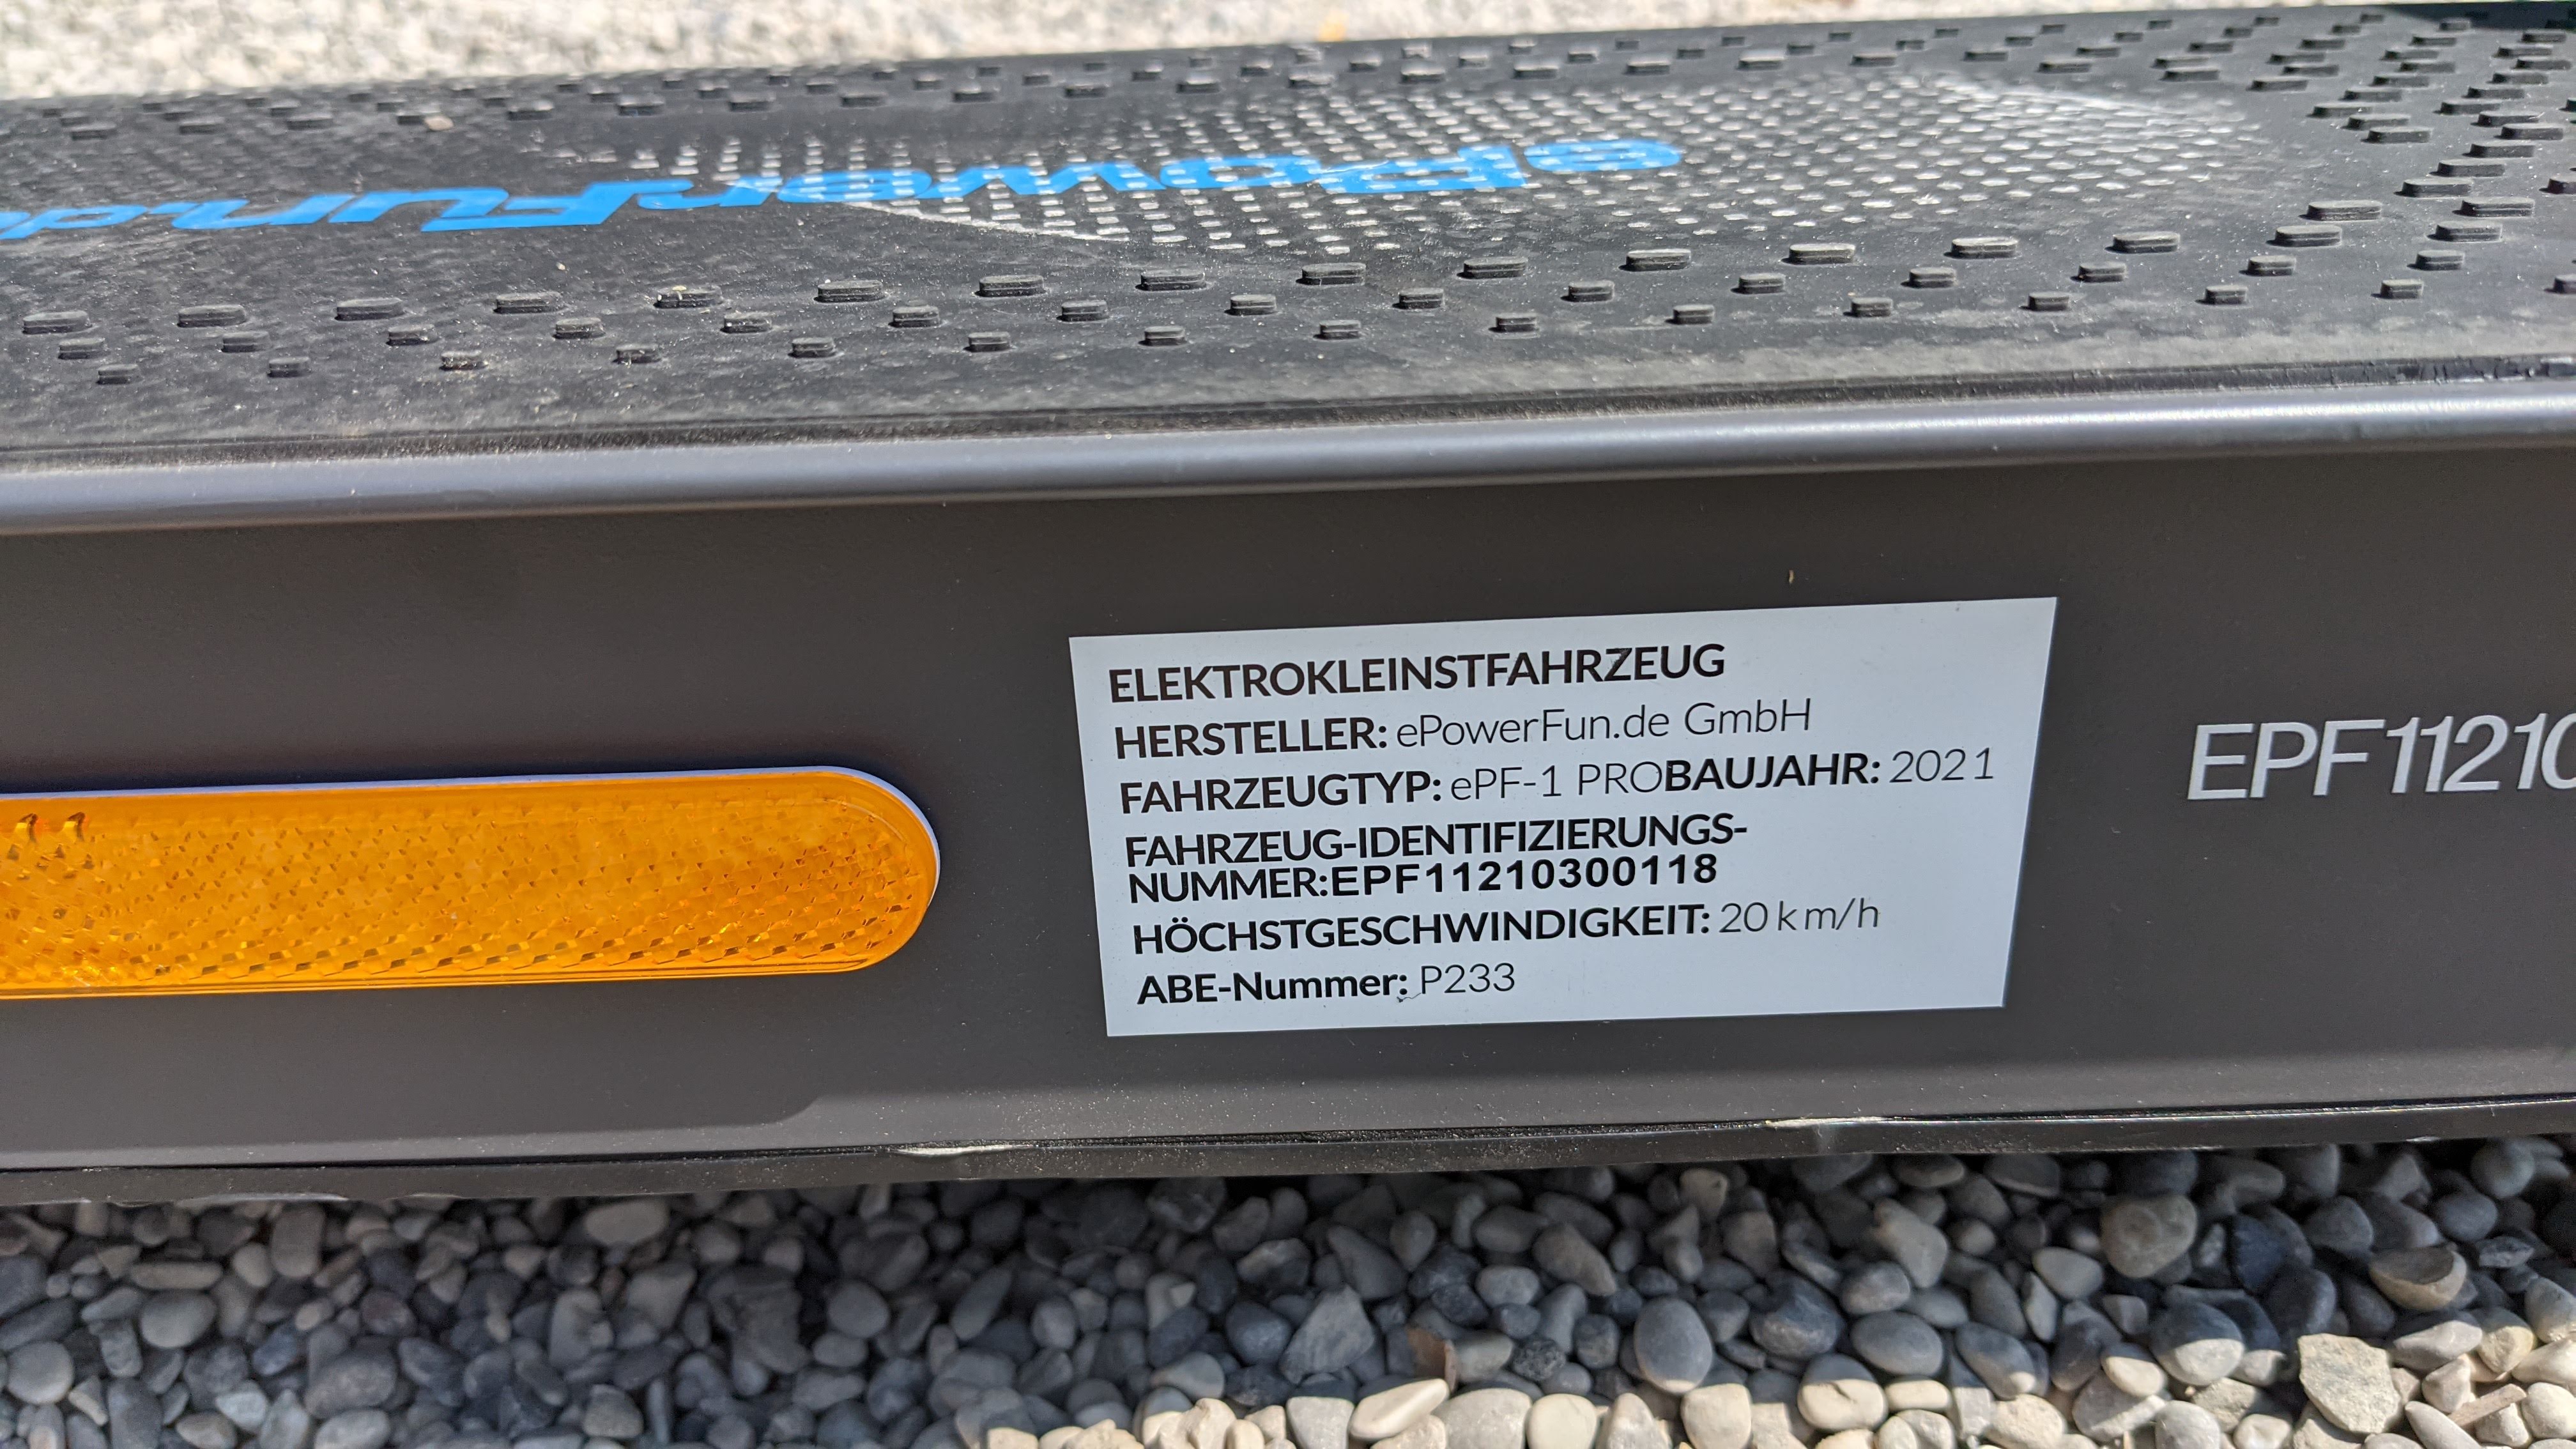 ePowerFun.d
ELEKTROKLEINSTFAHRZEUG
HERSTELLER: ePowerFun.de GmbH
FAHRZEUGTYP: ePF-1 PROBAUJAHR: 2021
FAHRZEUG-IDENTIFIZIERUNGS-
NUMMER:EPF11210300118
HÖCHSTGESCHWINDIGKEIT: 20 km/h
ABE-Nummer: P233
EPF11210